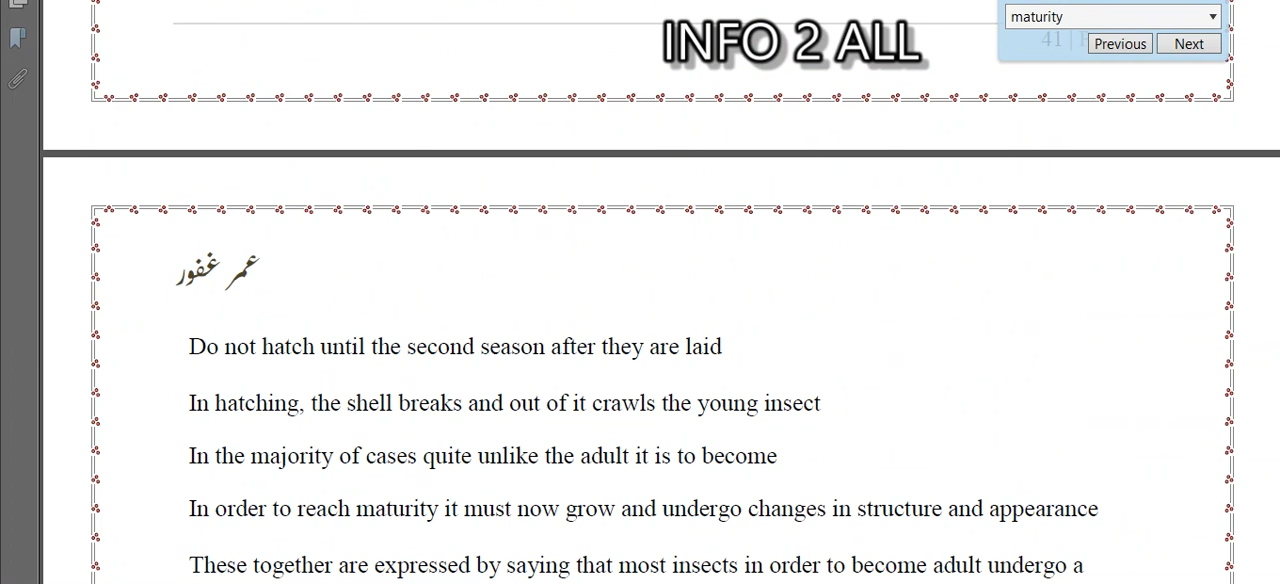 INFO 2 ALL
maturity
41 |
Previous Next
عمر غفور
Do not hatch until the second season after they are laid
In hatching, the shell breaks and out of it crawls the young insect
In the majority of cases quite unlike the adult it is to become
In order to reach maturity it must now grow and undergo changes in structure and appearance
These together are expressed by saying that most insects in order to become adult undergo a